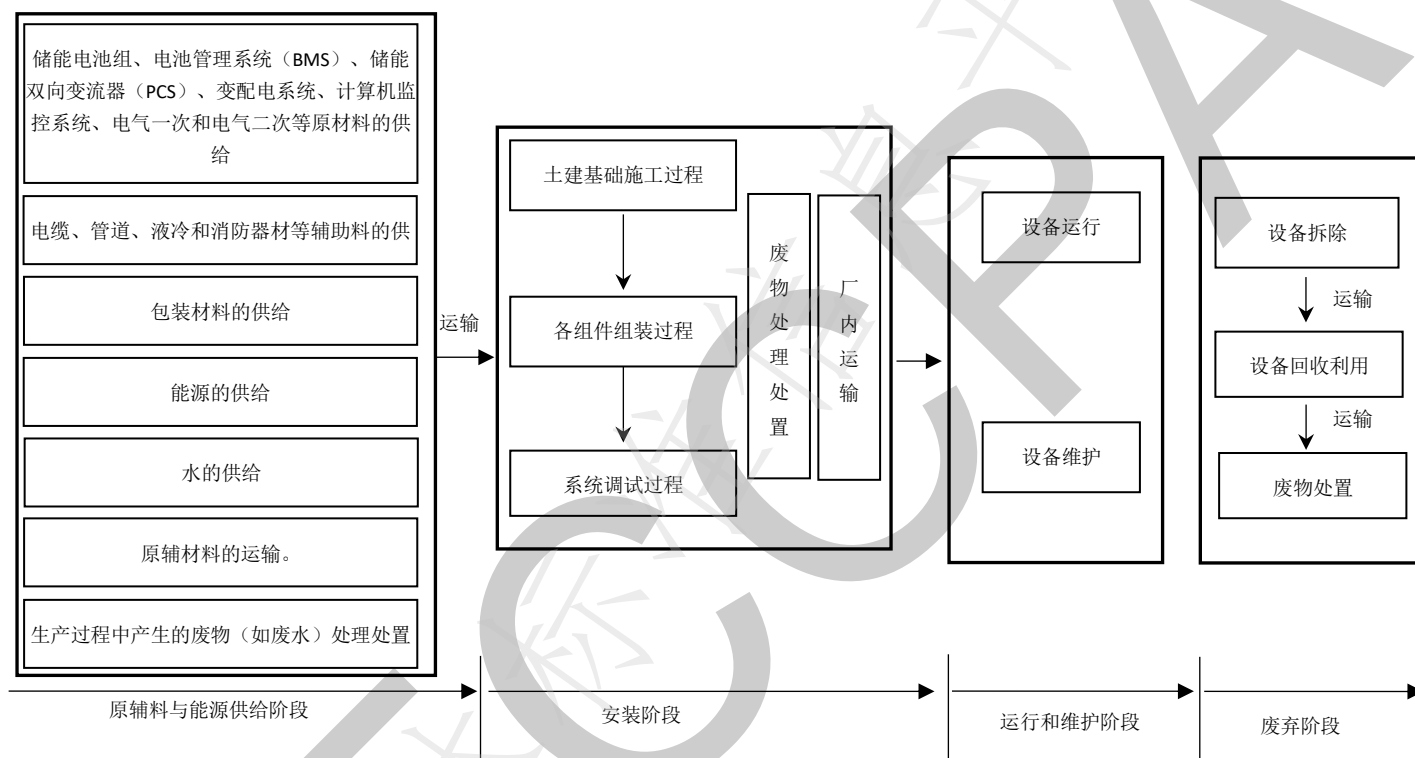 储能电池组、电池管理系统（BMS）、储能
双向变流器（PCS）、变配电系统、计算机监
控系统、电气一次和电气二次等原材料的供
给
电缆、管道、液冷和消防器材等辅助料的供
包装材料的供给
能源的供给
水的供给
原辅材料的运输。
生产过程中产生的废物（如废水）处理处置
运输
土建基础施工过程
各组件组装过程
系统调试过程
废物处理处置
厂内运输
设备运行
设备维护
设备拆除
运输
设备回收利用
运输
废物处置
原辅料与能源供给阶段
安装阶段
运行和维护阶段
废弃阶段